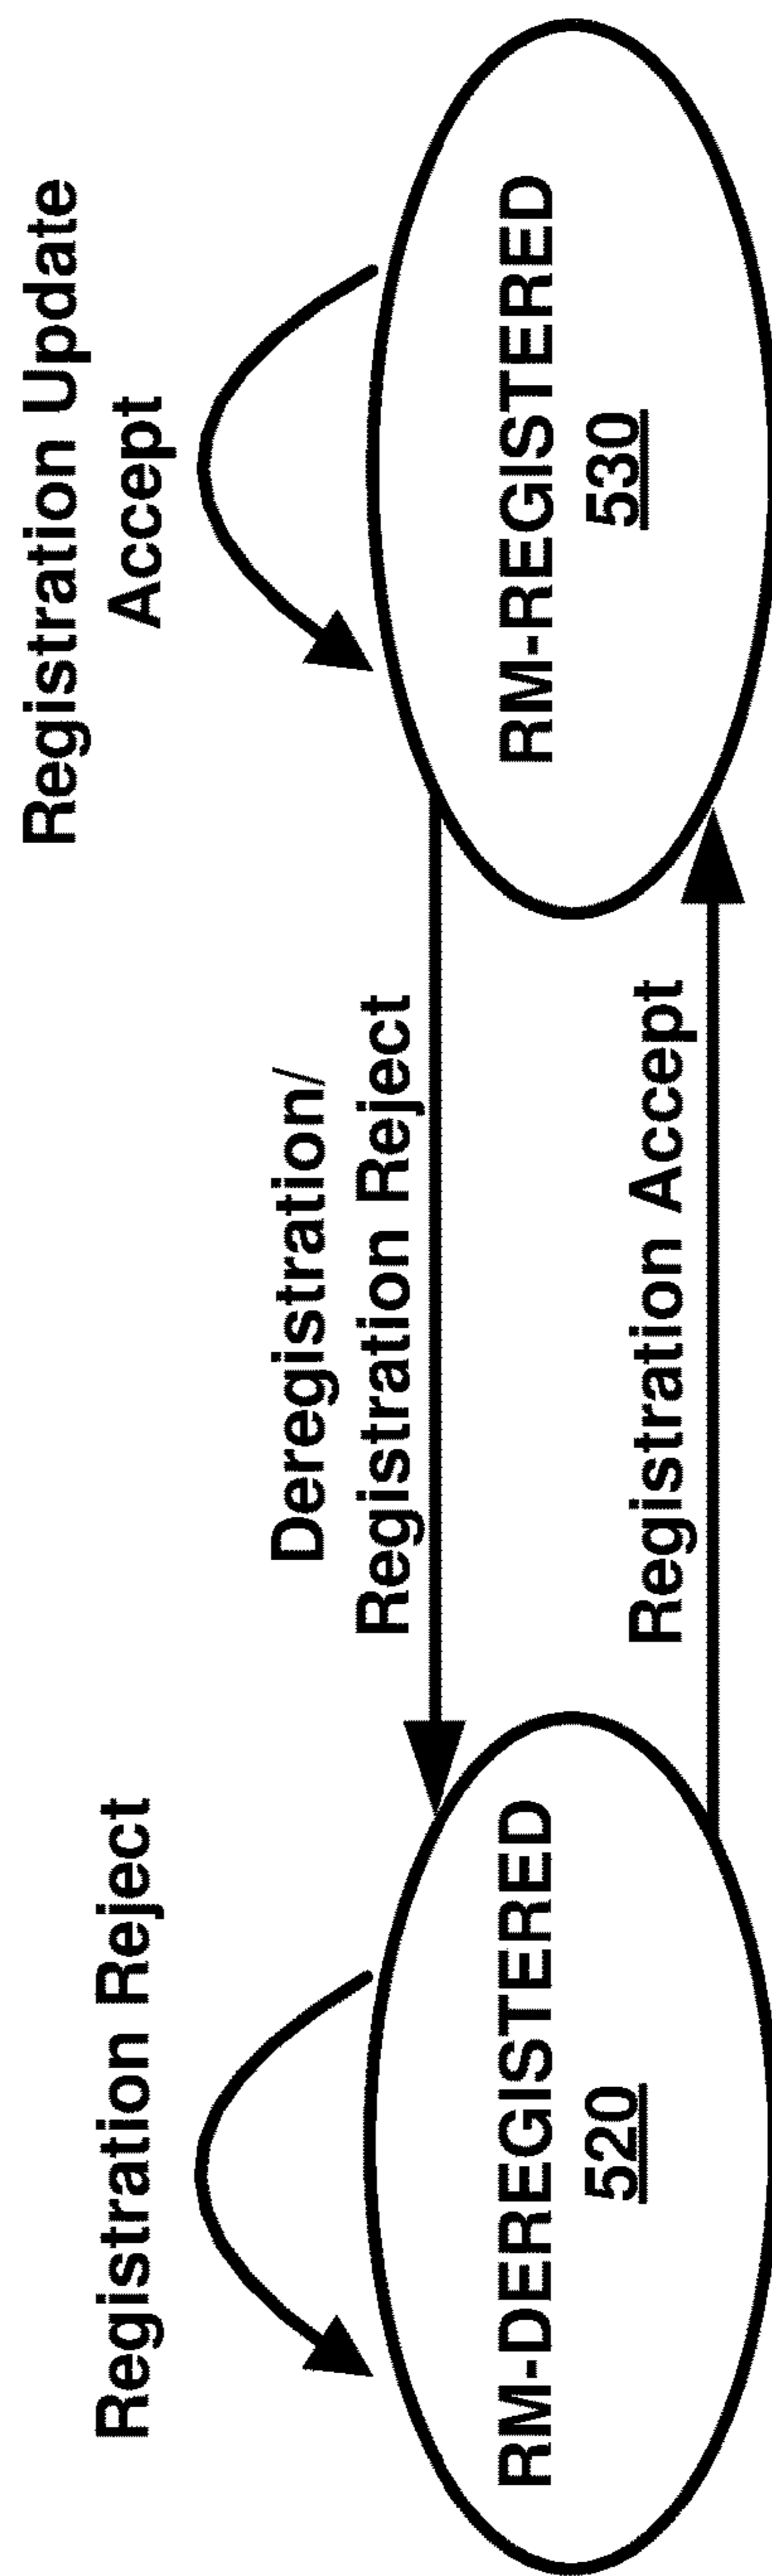 Registration Reject
Registration Update
Accept
Deregistration/
Registration Reject
RM-DEREGISTERED
520
RM-REGISTERED
530
Registration Accept